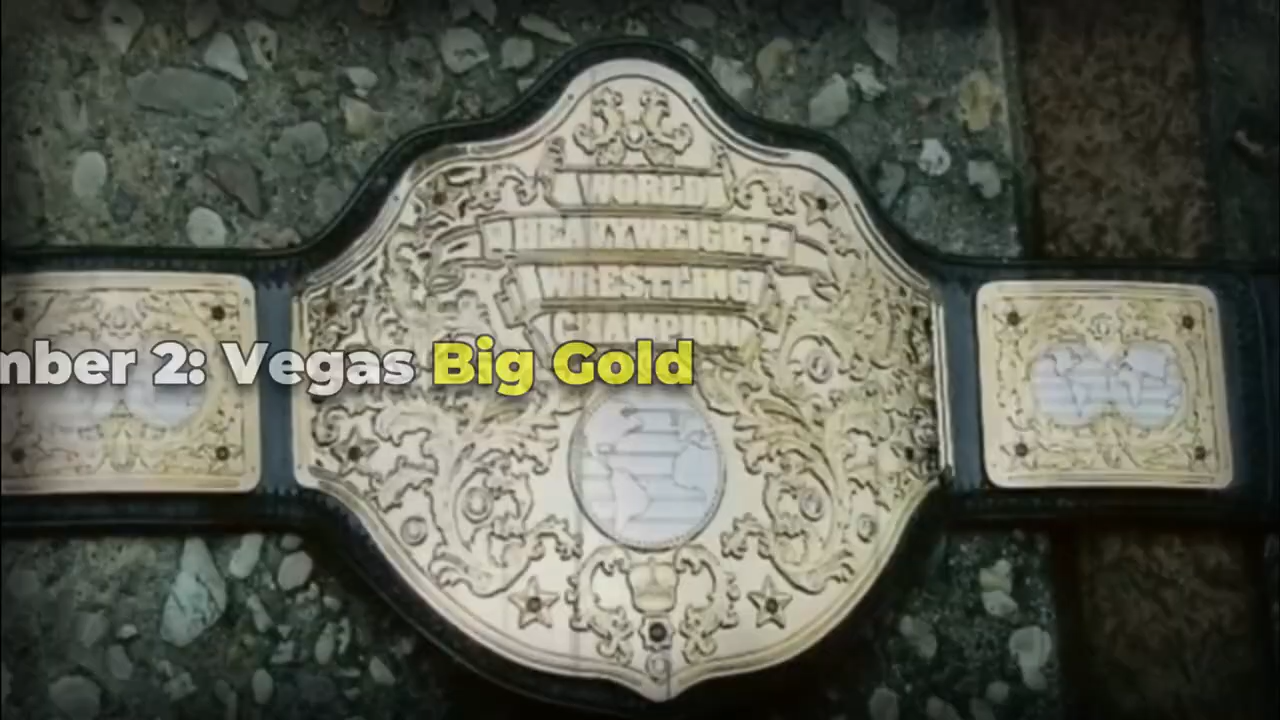 WORLD
HEAVYWEIGHT
WRESTLING
CHAMPION
mber 2: Vegas Big Gold